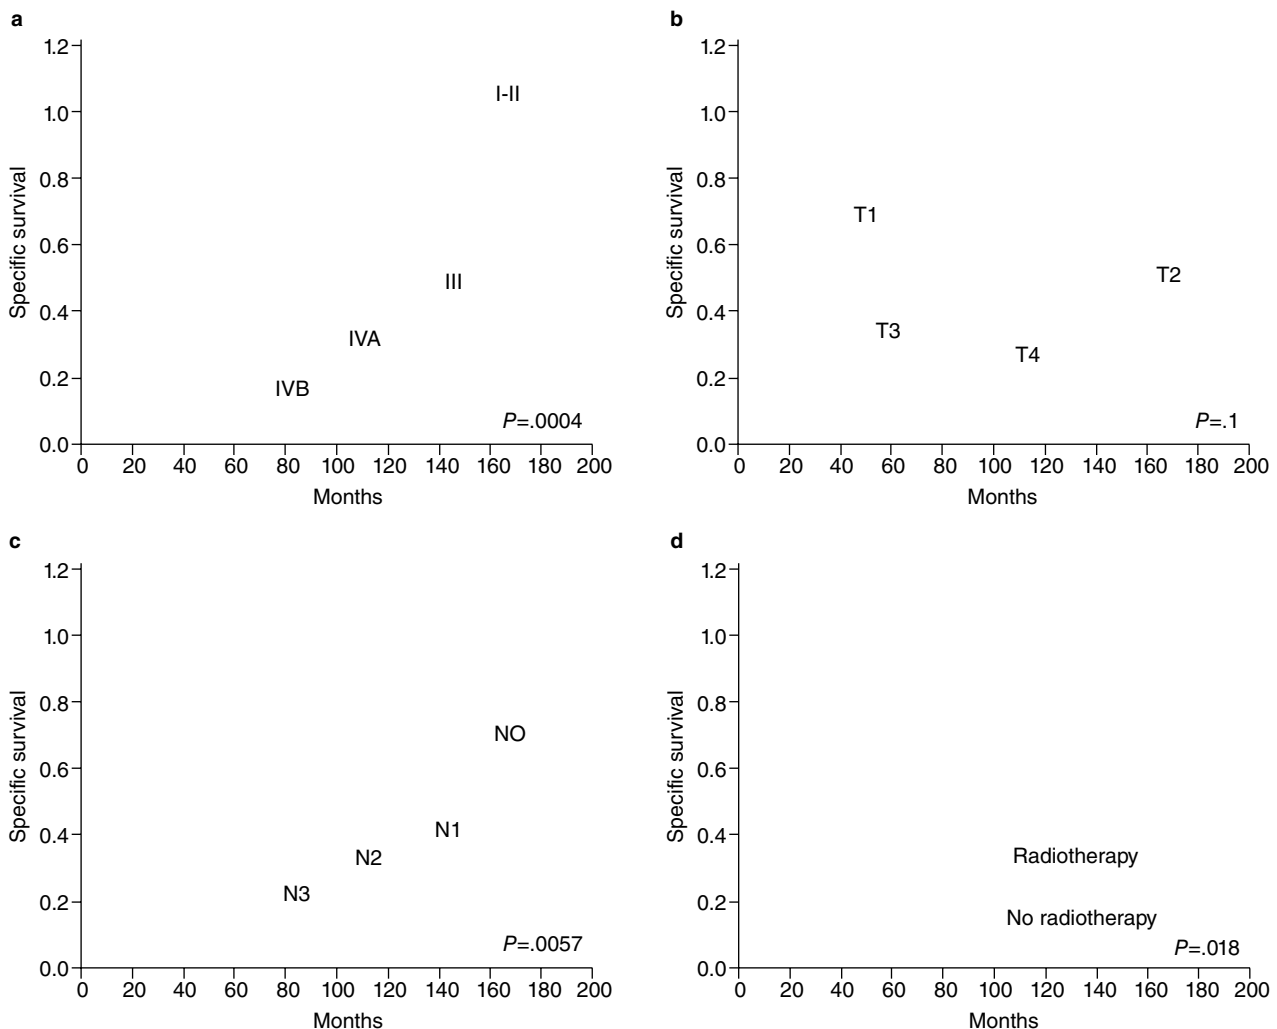 a
1.2
1.0
0.8
0.6
0.4
0.2
0.0
Specific survival
I-II
III
IVA
IVB
P=.0004
0 20 40 60 80 100 120 140 160 180 200
Months
b
1.2
1.0
0.8
0.6
0.4
0.2
0.0
Specific survival
T1
T2
T3
T4
P=.1
0 20 40 60 80 100 120 140 160 180 200
Months
c
1.2
1.0
0.8
0.6
0.4
0.2
0.0
Specific survival
NO
N1
N2
N3
P=.0057
0 20 40 60 80 100 120 140 160 180 200
Months
d
1.2
1.0
0.8
0.6
0.4
0.2
0.0
Specific survival
Radiotherapy
No radiotherapy
P=.018
0 20 40 60 80 100 120 140 160 180 200
Months